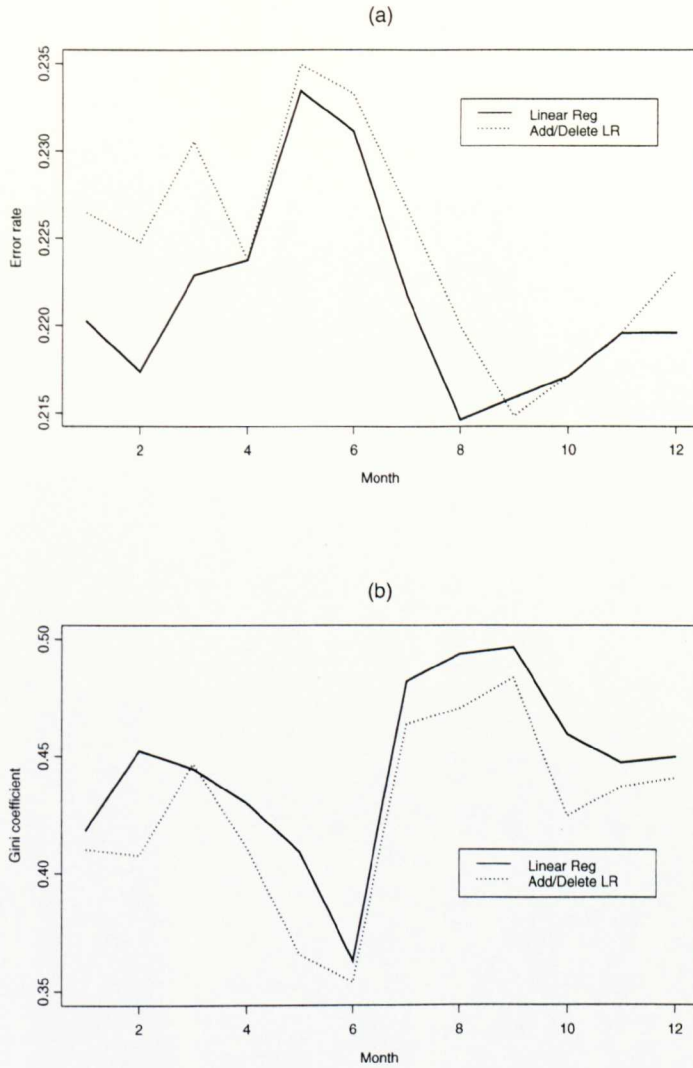 (a)
0.235
0.230
0.225
0.220
0.215
Error rate
Linear Reg
Add/Delete LR
2 4 6 8 10 12
Month
(b)
0.50
0.45
0.40
0.35
Gini coefficient
Linear Reg
Add/Delete LR
2 4 6 8 10 12
Month